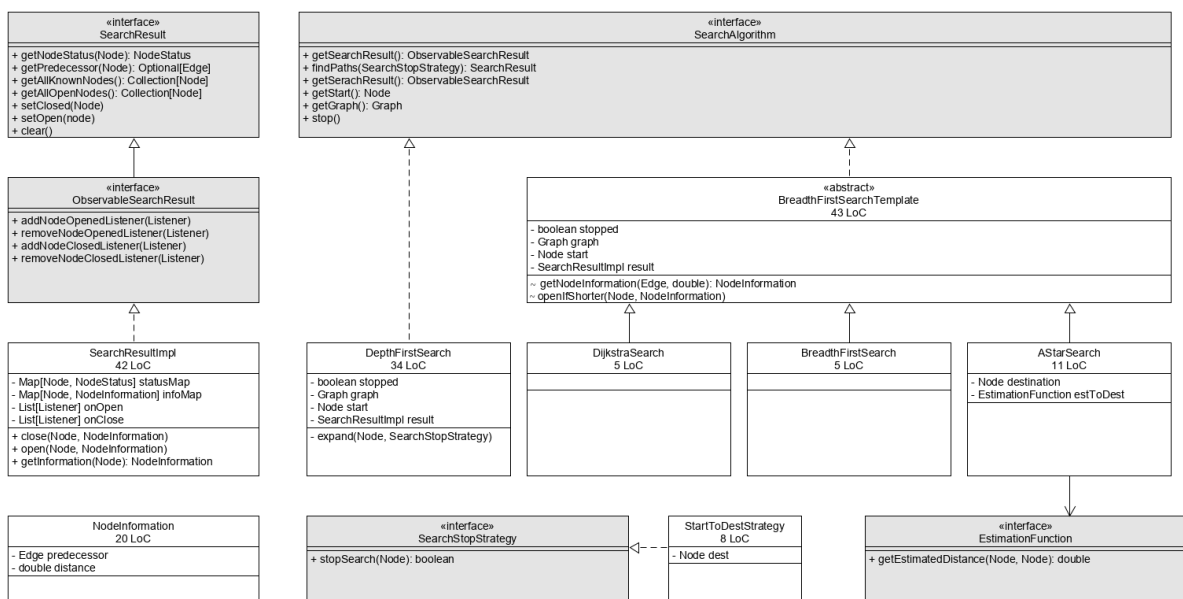 «interface»
SearchResult
+ getNodeStatus(Node): NodeStatus
+ getPredecessor(Node): Optional[Edge]
+ getAllKnownNodes(): Collection[Node]
+ getAllOpenNodes(): Collection[Node]
+ setClosed(Node)
+ setOpen(node)
+ clear()
«interface»
SearchAlgorithm
+ getSearchResult(): ObservableSearchResult
+ findPaths(SearchStopStrategy): SearchResult
+ getSerachResult(): ObservableSearchResult
+ getStart(): Node
+ getGraph(): Graph
+ stop()
«interface»
ObservableSearchResult
+ addNodeOpenedListener(Listener)
+ removeNodeOpenedListener(Listener)
+ addNodeClosedListener(Listener)
+ removeNodeClosedListener(Listener)
«abstract»
BreadthFirstSearchTemplate
43 LoC
- boolean stopped
- Graph graph
- Node start
- SearchResultImpl result
~ getNodeInformation(Edge, double): NodeInformation
~ openIfShorter(Node, NodeInformation)
SearchResultImpl
42 LoC
- Map[Node, NodeStatus] statusMap
- Map[Node, NodeInformation] infoMap
- List[Listener] onOpen
- List[Listener] onClose
+ close(Node, NodeInformation)
+ open(Node, NodeInformation)
+ getInformation(Node): NodeInformation
DepthFirstSearch
34 LoC
- boolean stopped
- Graph graph
- Node start
- SearchResultImpl result
- expand(Node, SearchStopStrategy)
DijkstraSearch
5 LoC
BreadthFirstSearch
5 LoC
AStarSearch
11 LoC
- Node destination
- EstimationFunction estToDest
NodeInformation
20 LoC
- Edge predecessor
- double distance
«interface»
SearchStopStrategy
+ stopSearch(Node): boolean
StartToDestStrategy
8 LoC
- Node dest
«interface»
EstimationFunction
+ getEstimatedDistance(Node, Node): double